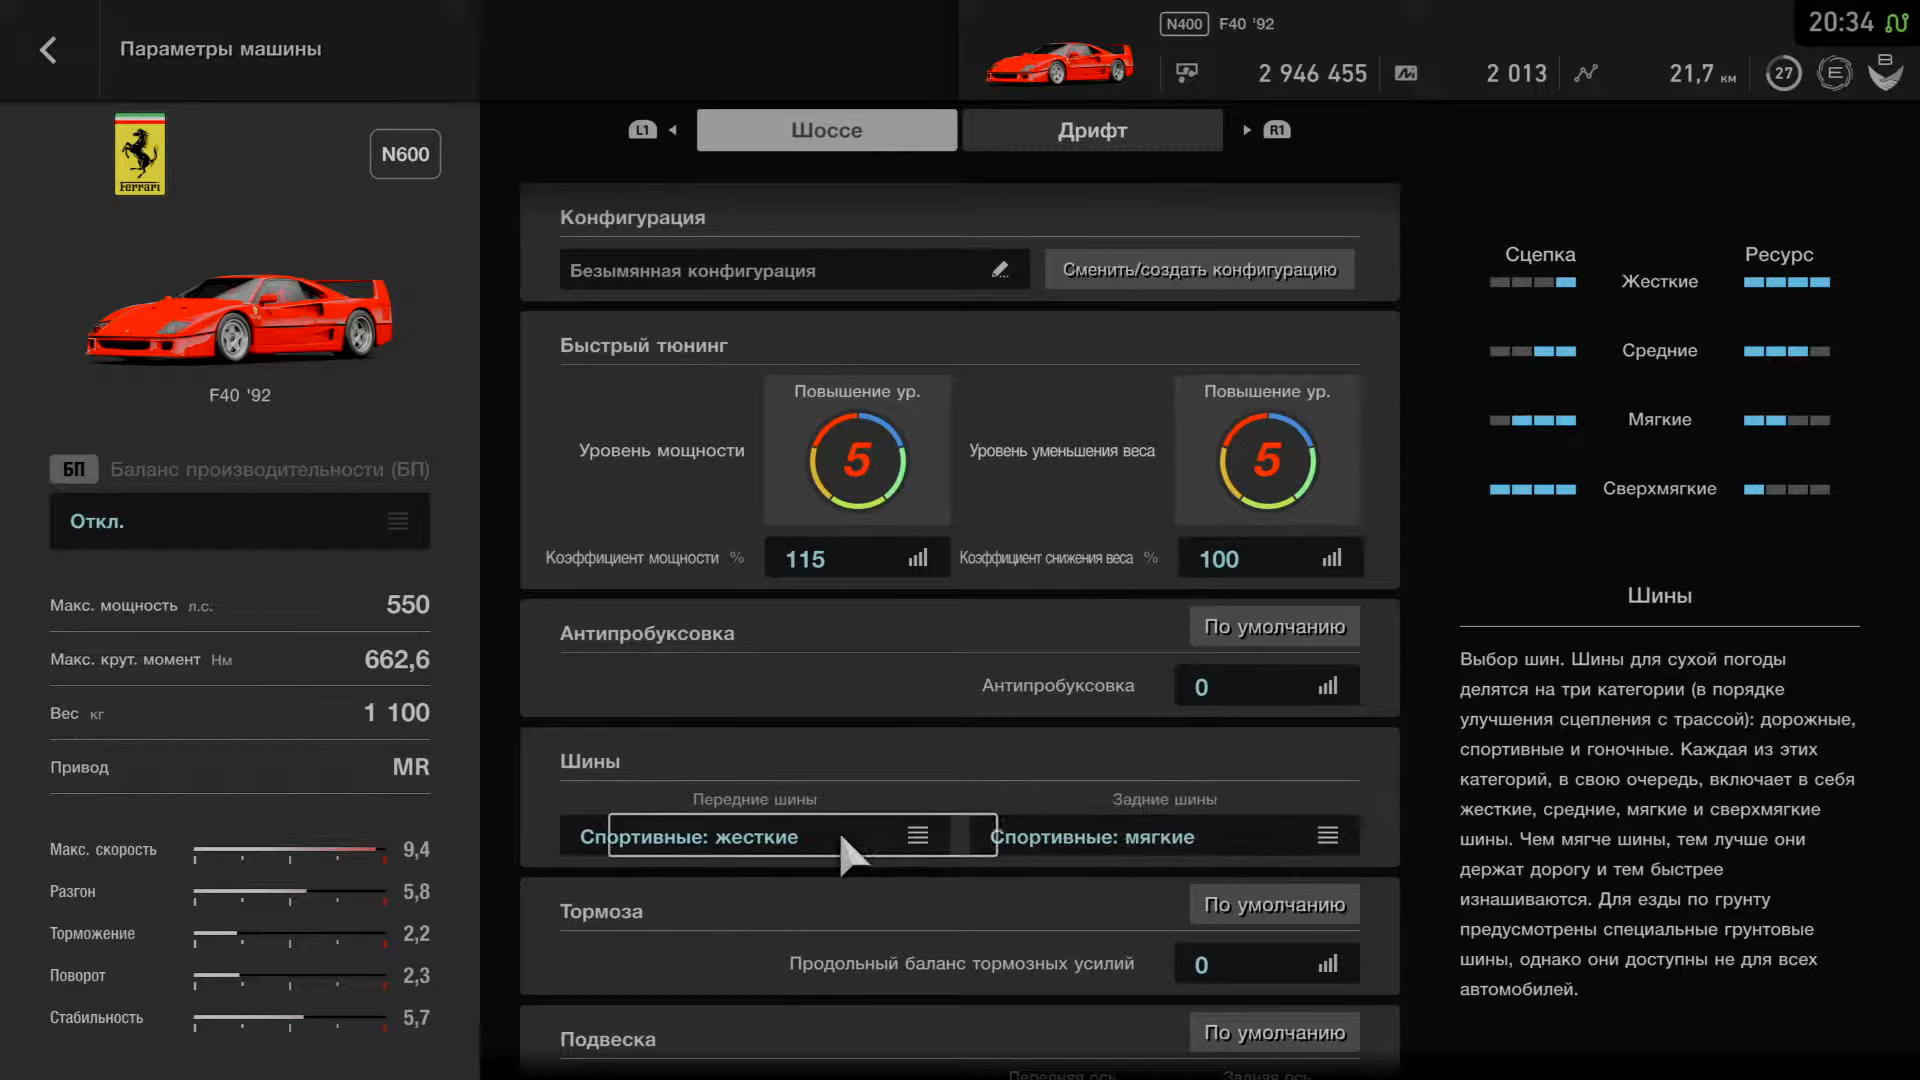 Параметры машины
N400 F40 '92
20:34
2 946 455
2 013
21,7 км
27
E
B
Ferrari
N600
F40 '92
БП Баланс производительности (БП)
Откл.
Макс. мощность л.с. 550
Макс. крут. момент Нм 662,6
Вес кг 1 100
Привод MR
Макс. скорость 9,4
Разгон 5,8
Торможение 2,2
Поворот 2,3
Стабильность 5,7
L1 Шоссе Дрифт R1
Конфигурация
Безымянная конфигурация
Сменить/создать конфигурацию
Быстрый тюнинг
Повышение ур. Повышение ур.
Уровень мощности 5 Уровень уменьшения веса 5
Коэффициент мощности % 115 Коэффициент снижения веса % 100
Антипробуксовка По умолчанию
Антипробуксовка 0
Шины
Передние шины Задние шины
Спортивные: жесткие Спортивные: мягкие
Тормоза По умолчанию
Продольный баланс тормозных усилий 0
Подвеска По умолчанию
Передняя ось Задняя ось
Сцепка Ресурс
Жесткие
Средние
Мягкие
Сверхмягкие
Шины
Выбор шин. Шины для сухой погоды
делятся на три категории (в порядке
улучшения сцепления с трассой): дорожные,
спортивные и гоночные. Каждая из этих
категорий, в свою очередь, включает в себя
жесткие, средние, мягкие и сверхмягкие
шины. Чем мягче шины, тем лучше они
держат дорогу и тем быстрее
изнашиваются. Для езды по грунту
предусмотрены специальные грунтовые
шины, однако они доступны не для всех
автомобилей.